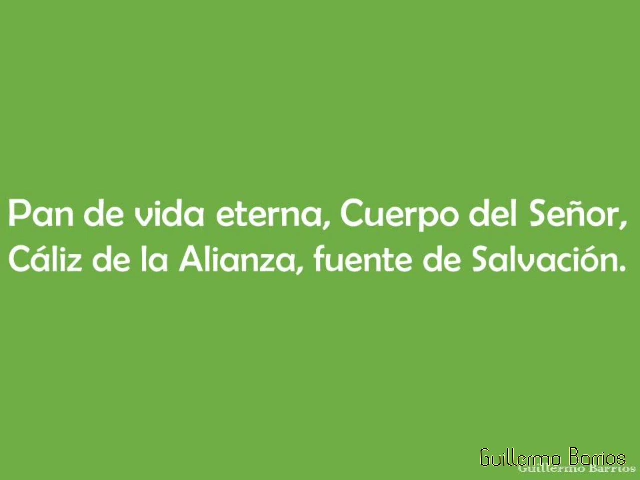 Pan de vida eterna, Cuerpo del Señor,
Cáliz de la Alianza, fuente de Salvación.
Guillermo Barrios
Guillermo Barrios